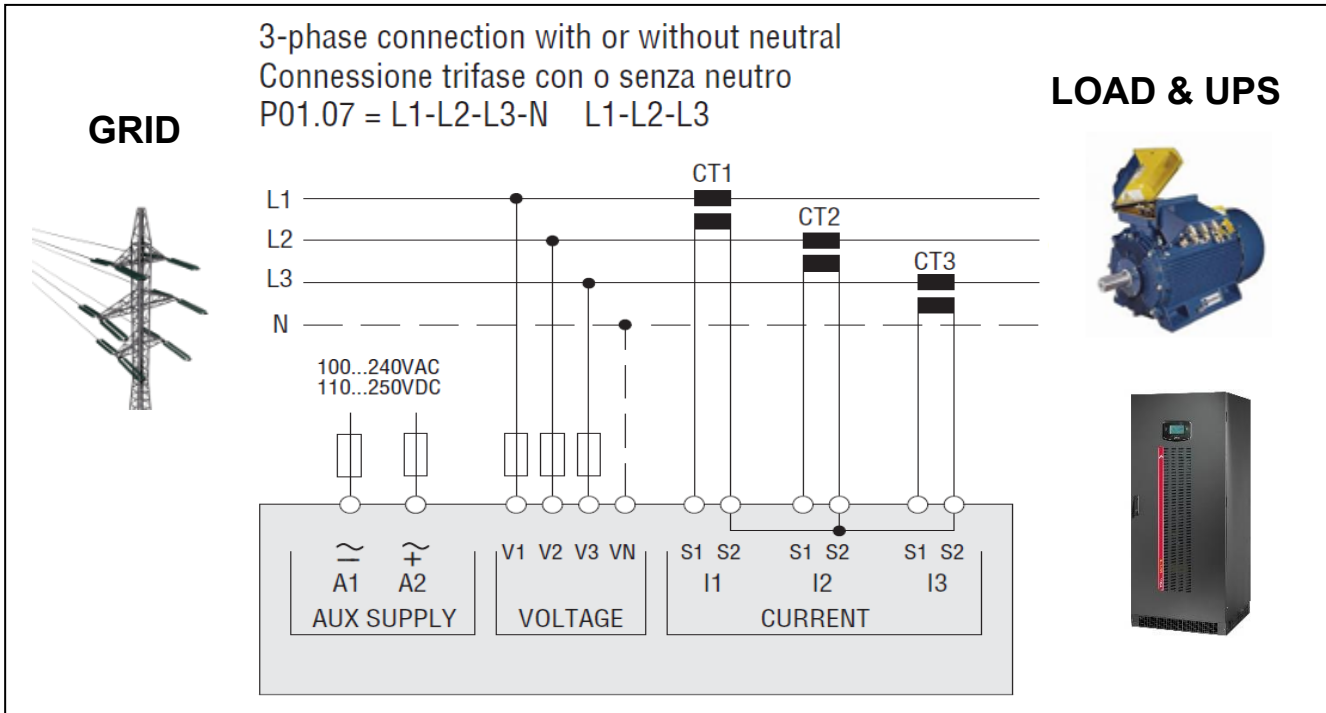 3-phase connection with or without neutral
Connessione trifase con o senza neutro
P01.07 = L1-L2-L3-N L1-L2-L3
GRID
LOAD & UPS
CT1
L1
CT2
L2
CT3
L3
N
100...240VAC
110...250VDC
V1 V2 V3 VN S1 S2 S1 S2 S1 S2
A1 A2 I1 I2 I3
AUX SUPPLY VOLTAGE CURRENT